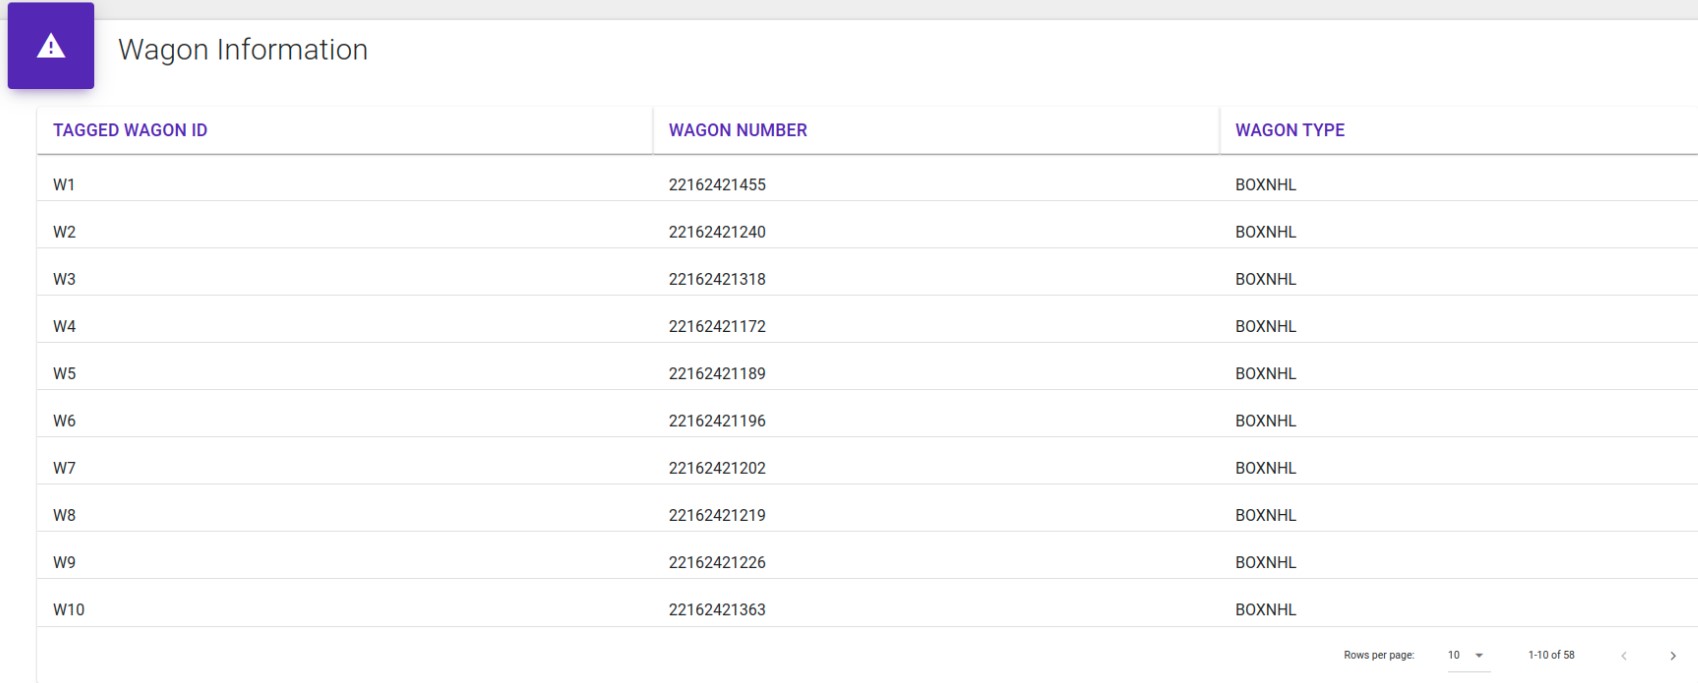 Wagon Information
TAGGED WAGON ID WAGON NUMBER WAGON TYPE
W1 22162421455 BOXNHL
W2 22162421240 BOXNHL
W3 22162421318 BOXNHL
W4 22162421172 BOXNHL
W5 22162421189 BOXNHL
W6 22162421196 BOXNHL
W7 22162421202 BOXNHL
W8 22162421219 BOXNHL
W9 22162421226 BOXNHL
W10 22162421363 BOXNHL
Rows per page: 10 1-10 of 58